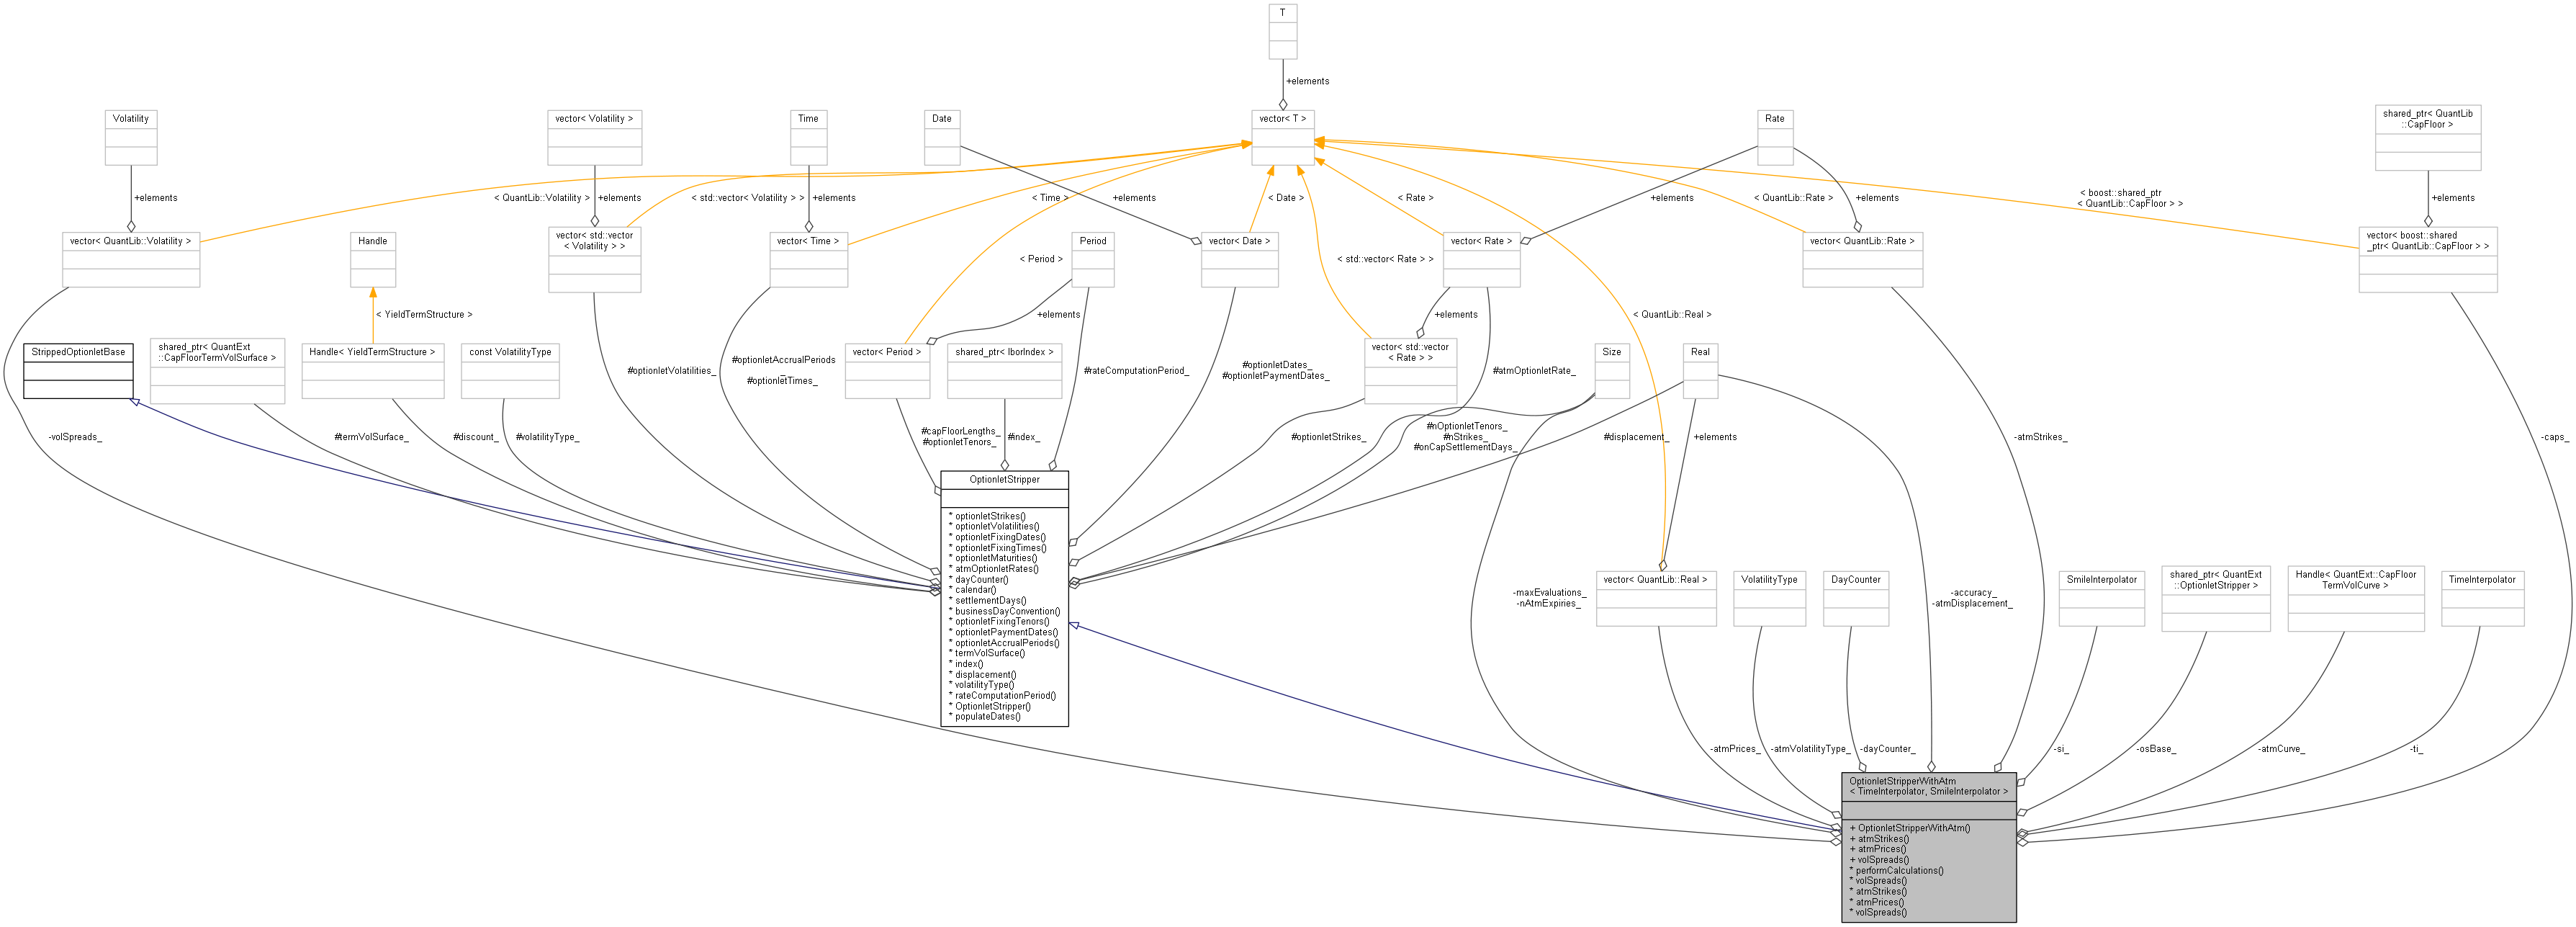 T
+elements
Volatility
vector< Volatility >
Time
Date
vector< T >
Rate
shared_ptr< QuantLib
::CapFloor >
+elements
< QuantLib::Volatility >
+elements
< std::vector< Volatility > >
+elements
< Time >
+elements
< Date >
< Rate >
+elements
< QuantLib::Rate >
+elements
< boost::shared_ptr
< QuantLib::CapFloor > >
+elements
vector< QuantLib::Volatility >
Handle
vector< std::vector
< Volatility > >
vector< Time >
< Period >
Period
vector< Date >
< std::vector< Rate > >
vector< Rate >
vector< QuantLib::Rate >
vector< boost::shared
_ptr< QuantLib::CapFloor > >
< YieldTermStructure >
+elements
+elements
< QuantLib::Real >
StrippedOptionletBase
shared_ptr< QuantExt
::CapFloorTermVolSurface >
Handle< YieldTermStructure >
const VolatilityType
#optionletVolatilities_
#optionletAccrualPeriods
_
#optionletTimes_
vector< Period >
shared_ptr< IborIndex >
#rateComputationPeriod_
#optionletDates_
#optionletPaymentDates_
vector< std::vector
< Rate > >
#atmOptionletRate_
Size
Real
-volSpreads_
#termVolSurface_
#discount_
#volatilityType_
#capFloorLengths_
#optionletTenors_
#index_
#optionletStrikes_
#nOptionletTenors_
#nStrikes_
#onCapSettlementDays_
#displacement_
+elements
-atmStrikes_
-caps_
OptionletStripper
* optionletStrikes()
* optionletVolatilities()
* optionletFixingDates()
* optionletFixingTimes()
* optionletMaturities()
* atmOptionletRates()
* dayCounter()
* calendar()
* settlementDays()
* businessDayConvention()
* optionletFixingTenors()
* optionletPaymentDates()
* optionletAccrualPeriods()
* termVolSurface()
* index()
* displacement()
* volatilityType()
* rateComputationPeriod()
* OptionletStripper()
* populateDates()
-maxEvaluations_
-nAtmExpiries_
vector< QuantLib::Real >
VolatilityType
DayCounter
-accuracy_
-atmDisplacement_
SmileInterpolator
shared_ptr< QuantExt
::OptionletStripper >
Handle< QuantExt::CapFloor
TermVolCurve >
TimeInterpolator
-atmPrices_
-atmVolatilityType_
-dayCounter_
-si_
-osBase_
-atmCurve_
-ti_
OptionletStripperWithAtm
< TimeInterpolator, SmileInterpolator >
+ OptionletStripperWithAtm()
+ atmStrikes()
+ atmPrices()
+ volSpreads()
* performCalculations()
* volSpreads()
* atmStrikes()
* atmPrices()
* volSpreads()